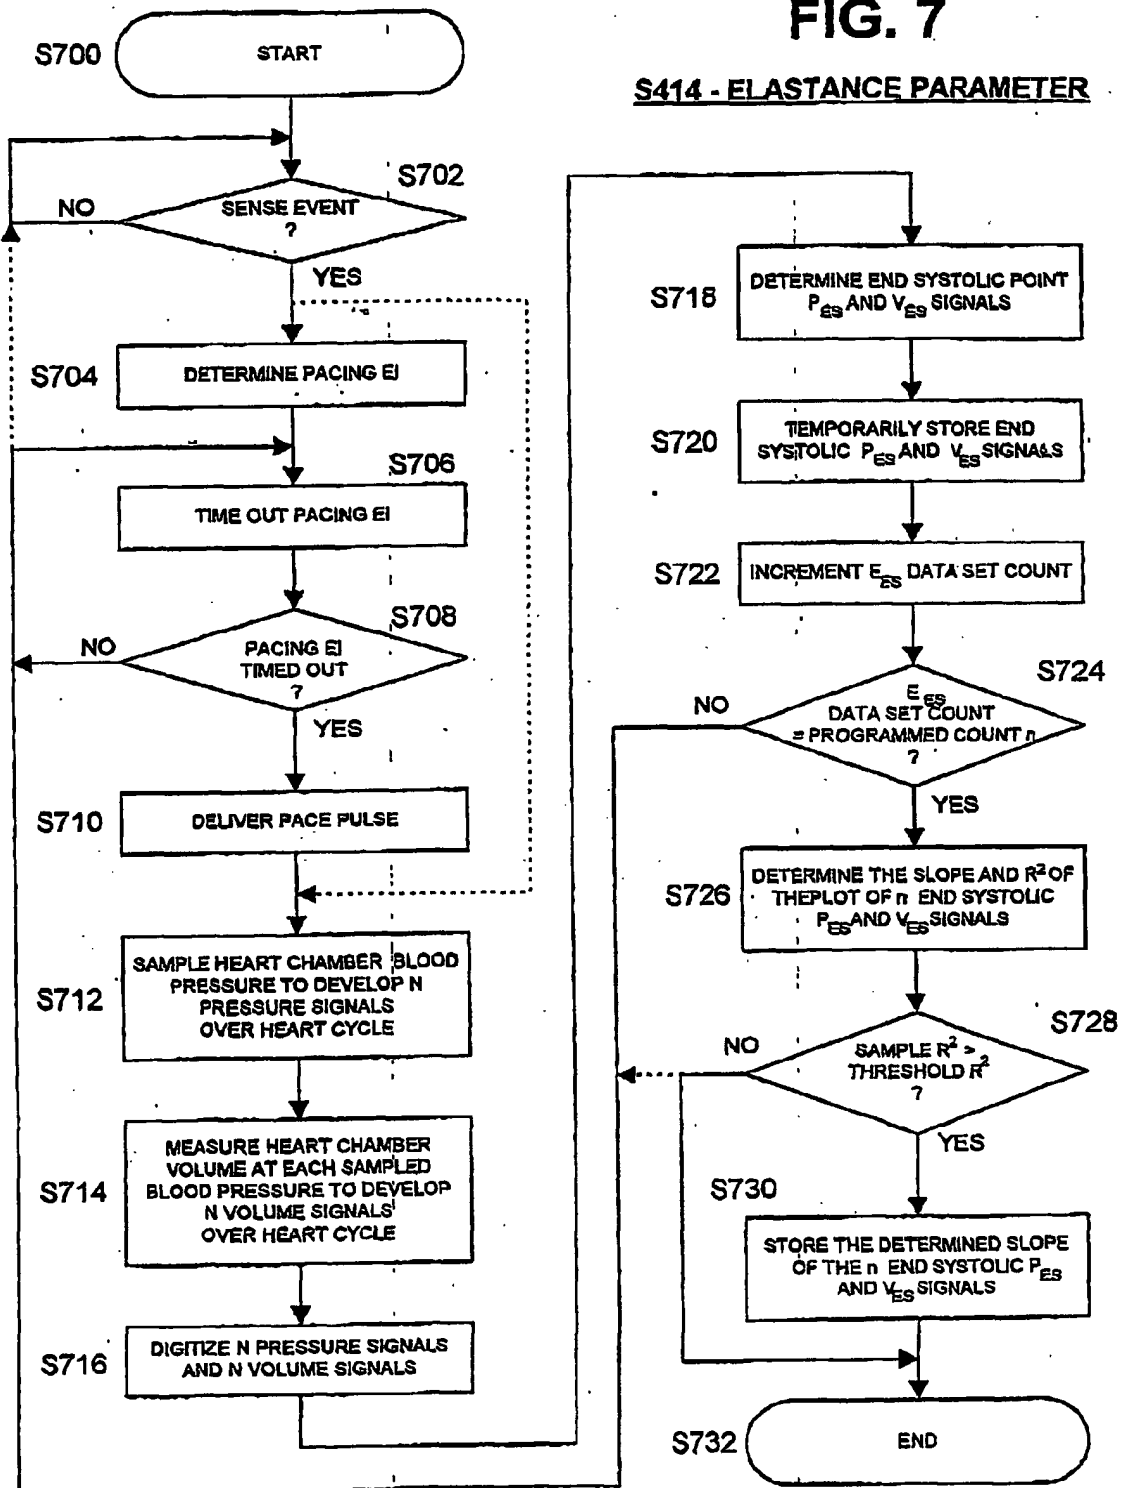 FIG. 7
S414 - ELASTANCE PARAMETER
S700
START
S702
SENSE EVENT
?
NO
YES
S704
DETERMINE PACING EI
S706
TIME OUT PACING EI
S708
PACING EI
TIMED OUT
?
NO
YES
S710
DELIVER PACE PULSE
S712
SAMPLE HEART CHAMBER BLOOD
PRESSURE TO DEVELOP N
PRESSURE SIGNALS
OVER HEART CYCLE
S714
MEASURE HEART CHAMBER
VOLUME AT EACH SAMPLED
BLOOD PRESSURE TO DEVELOP
N VOLUME SIGNALS
OVER HEART CYCLE
S716
DIGITIZE N PRESSURE SIGNALS
AND N VOLUME SIGNALS
S718
DETERMINE END SYSTOLIC POINT
PES AND VES SIGNALS
S720
TEMPORARILY STORE END
SYSTOLIC PES AND VES SIGNALS
S722
INCREMENT EES DATA SET COUNT
S724
EES
DATA SET COUNT
= PROGRAMMED COUNT n
?
NO
YES
S726
DETERMINE THE SLOPE AND R² OF
THEPLOT OF n END SYSTOLIC
PES AND VES SIGNALS
S728
SAMPLE R² >
THRESHOLD R²
?
NO
YES
S730
STORE THE DETERMINED SLOPE
OF THE n END SYSTOLIC PES
AND VES SIGNALS
S732
END